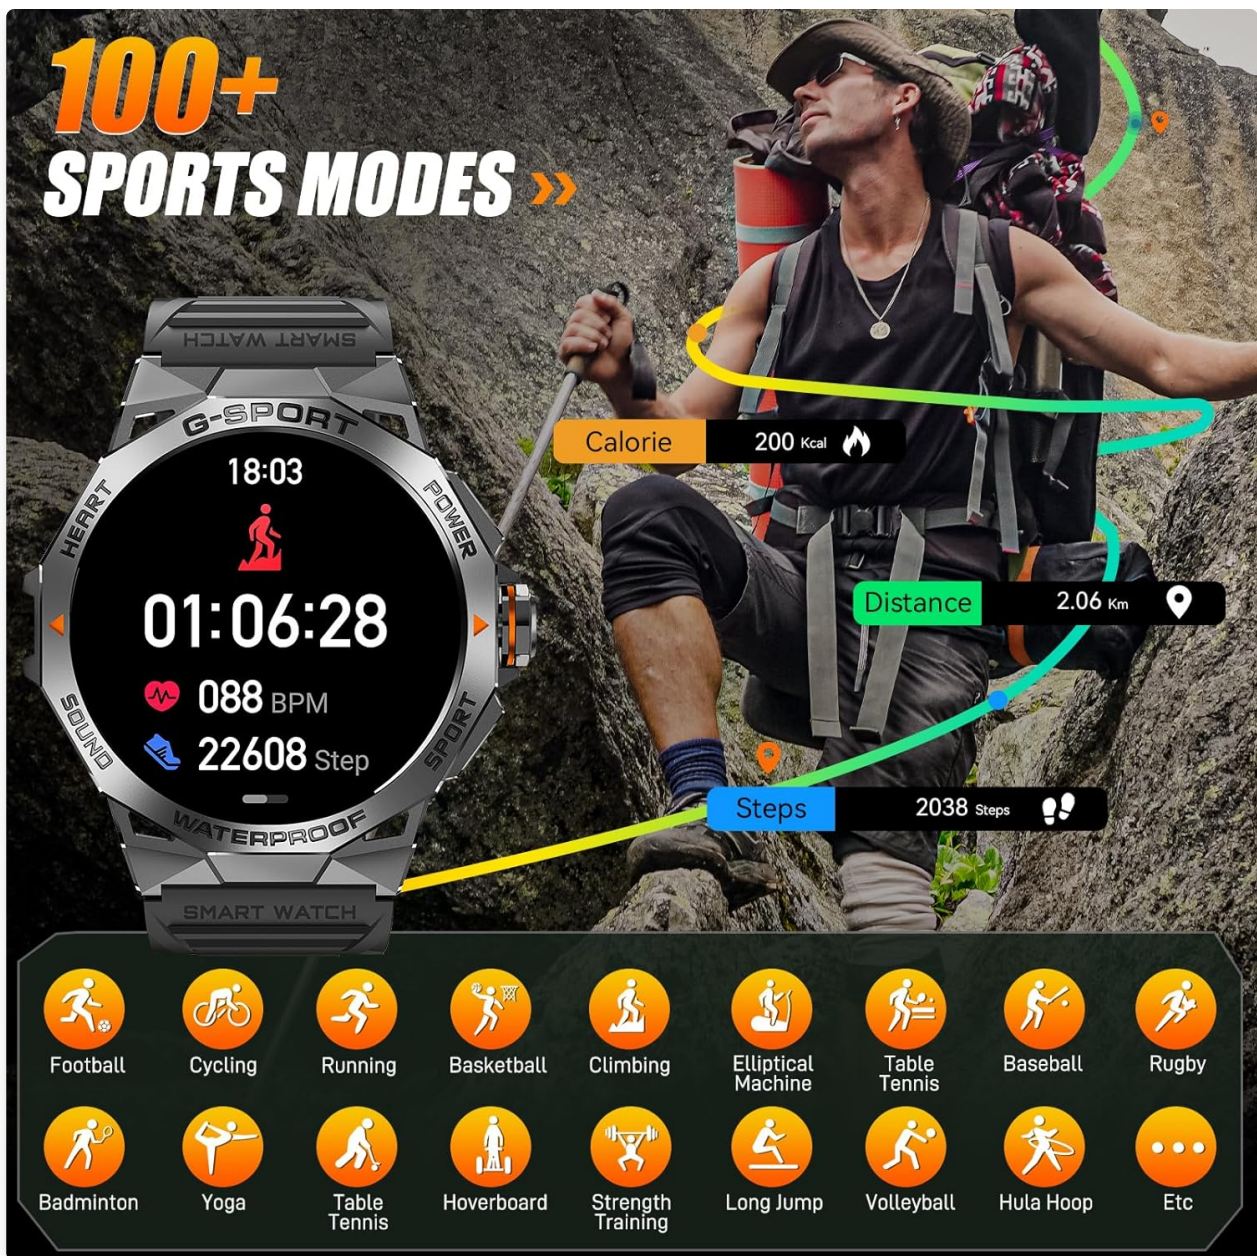 100+
SPORTS MODES
SMART WATCH
G-SPORT
HEART
POWER
18:03
01:06:28
088 BPM
22608 Step
SOUND
SPORT
WATERPROOF
SMART WATCH
Calorie 200 Kcal
Distance 2.06 Km
Steps 2038 Steps
Football
Cycling
Running
Basketball
Climbing
Elliptical
Machine
Table
Tennis
Baseball
Rugby
Badminton
Yoga
Table
Tennis
Hoverboard
Strength
Training
Long Jump
Volleyball
Hula Hoop
Etc